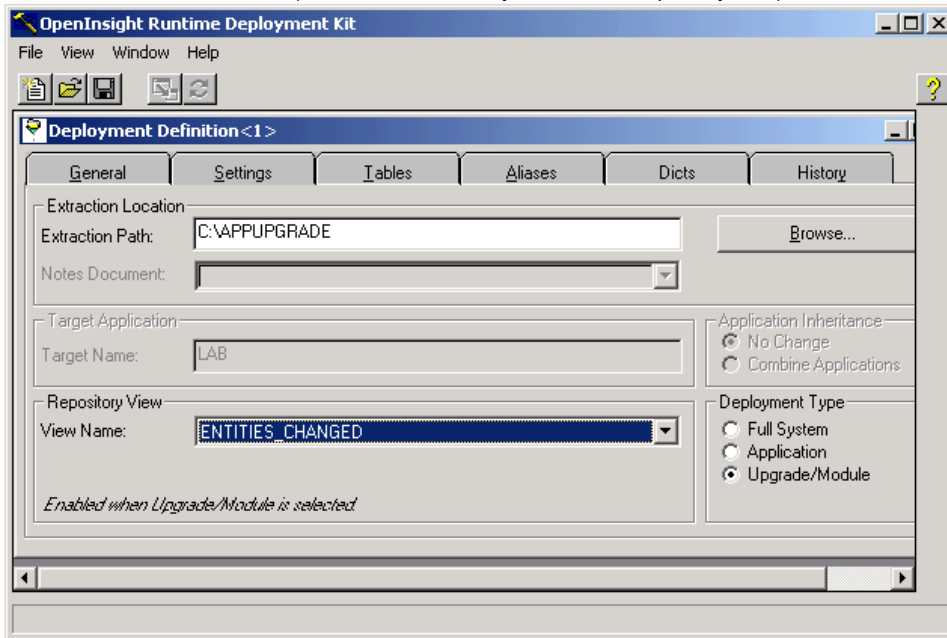 OpenInsight Runtime Deployment Kit
File View Window Help
Deployment Definition<1>
General Settings Tables Aliases Dicts History
Extraction Location
Extraction Path: C:\APPUPGRADE Browse...
Notes Document:
Target Application Application Inheritance
Target Name: LAB No Change
Combine Applications
Repository View Deployment Type
View Name: ENTITIES_CHANGED Full System
Application
Upgrade/Module
Enabled when Upgrade/Module is selected